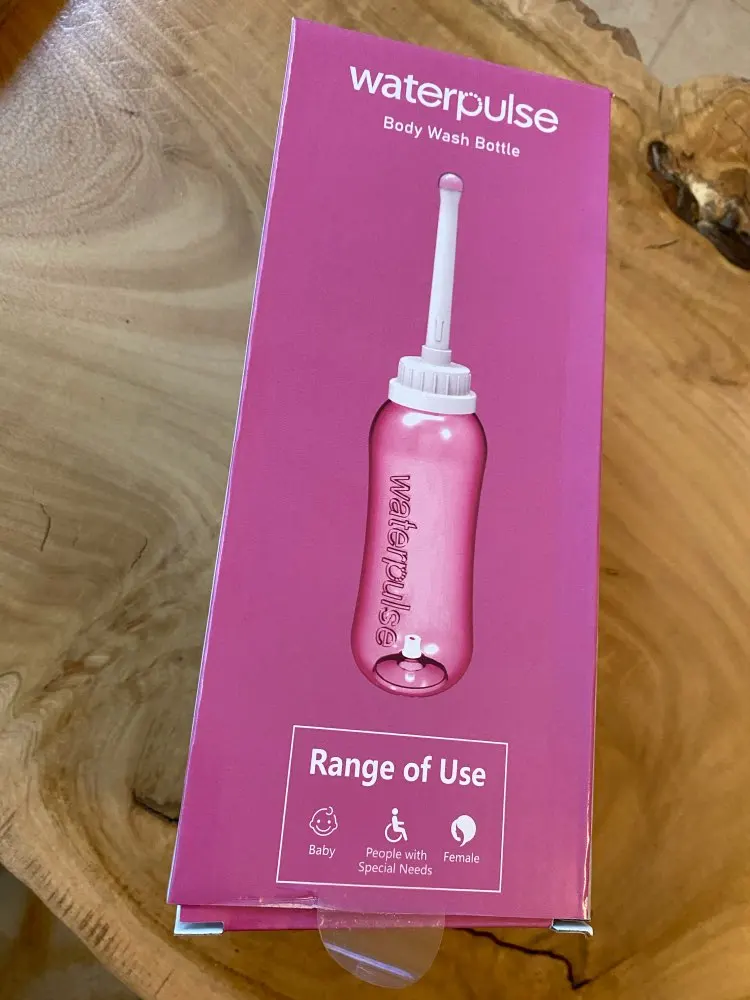 waterpulse
Body Wash Bottle
waterpulse
Range of Use
Baby
People with
Special Needs
Female